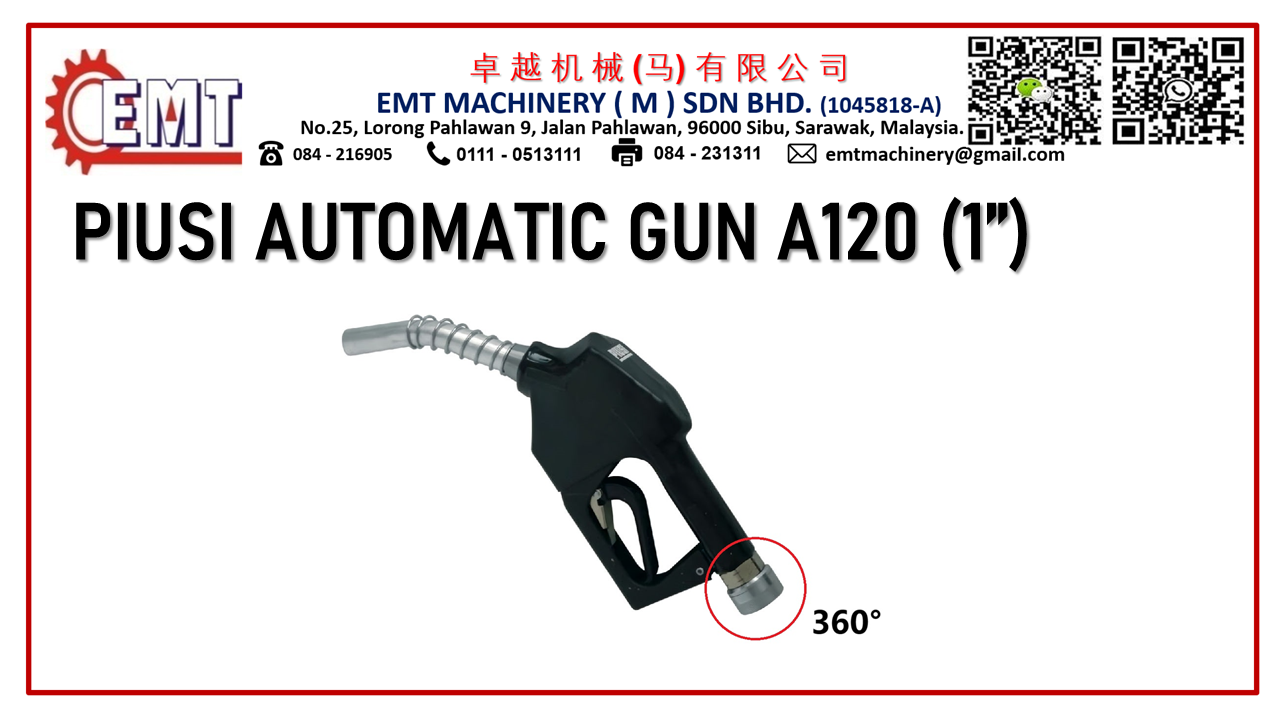 EMT
卓越机械(马)有限公司
EMT MACHINERY ( M ) SDN BHD. (1045818-A)
No.25, Lorong Pahlawan 9, Jalan Pahlawan, 96000 Sibu, Sarawak, Malaysia.
084 - 216905 0111 - 0513111 084 - 231311 emtmachinery@gmail.com
PIUSI AUTOMATIC GUN A120 (1”)
PIUSI
360°